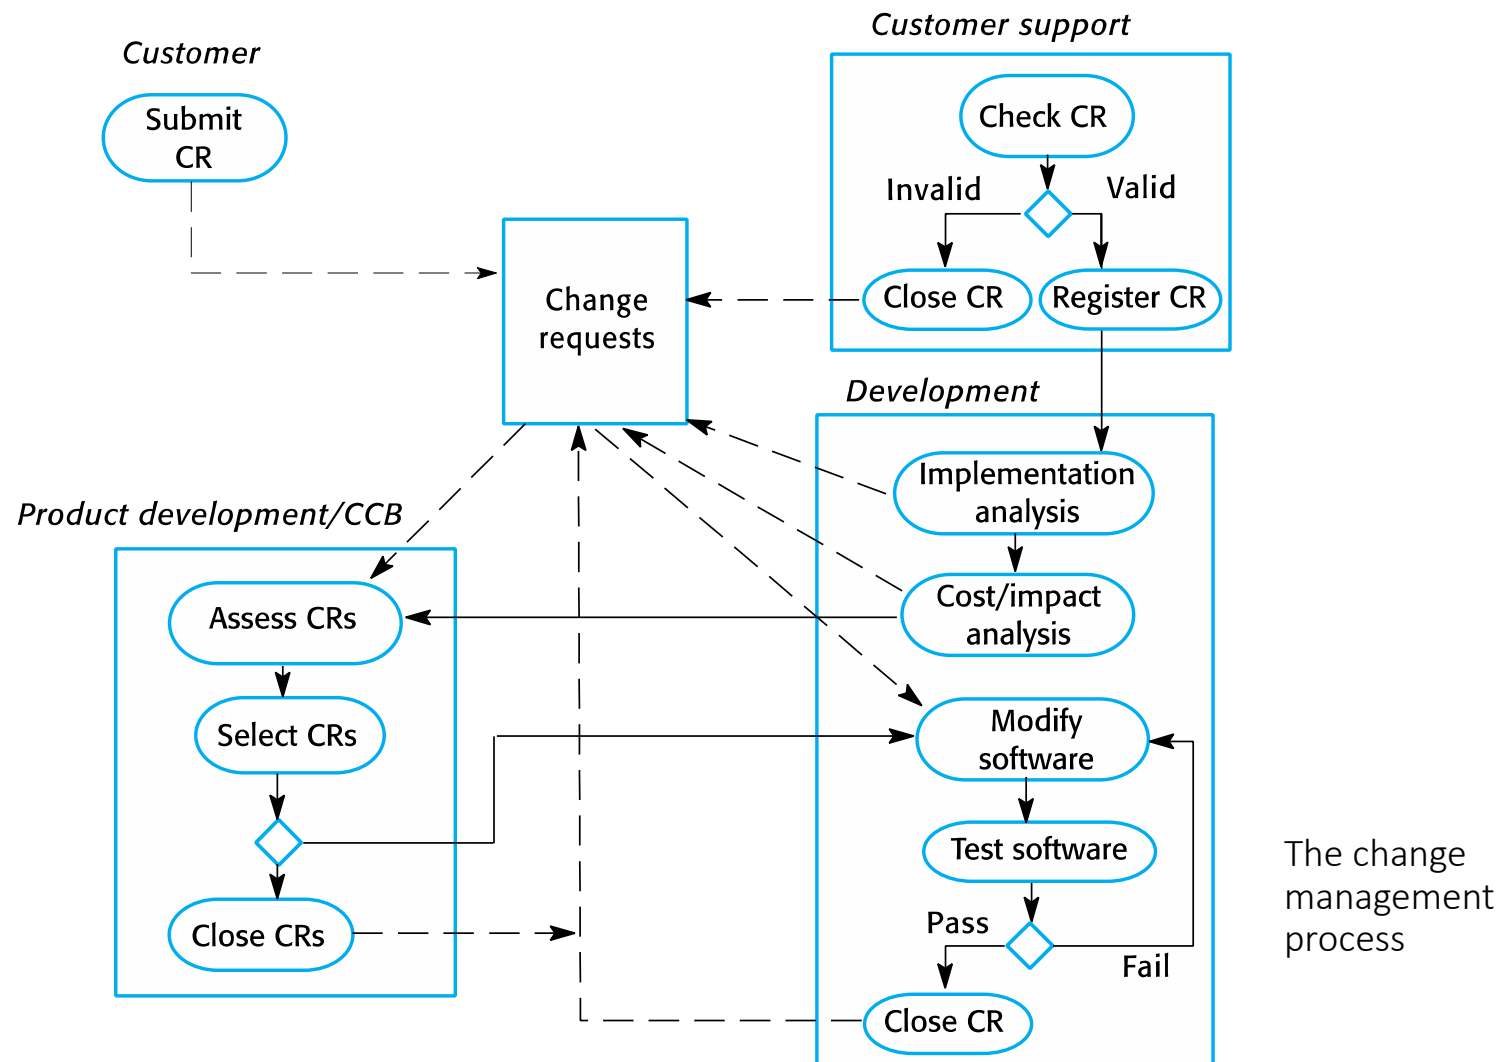 Customer
Submit
CR
Customer support
Check CR
Invalid
Valid
Close CR
Register CR
Change
requests
Development
Implementation
analysis
Cost/impact
analysis
Product development/CCB
Assess CRs
Select CRs
Close CRs
Modify
software
Test software
Pass
Fail
Close CR
The change
management
process